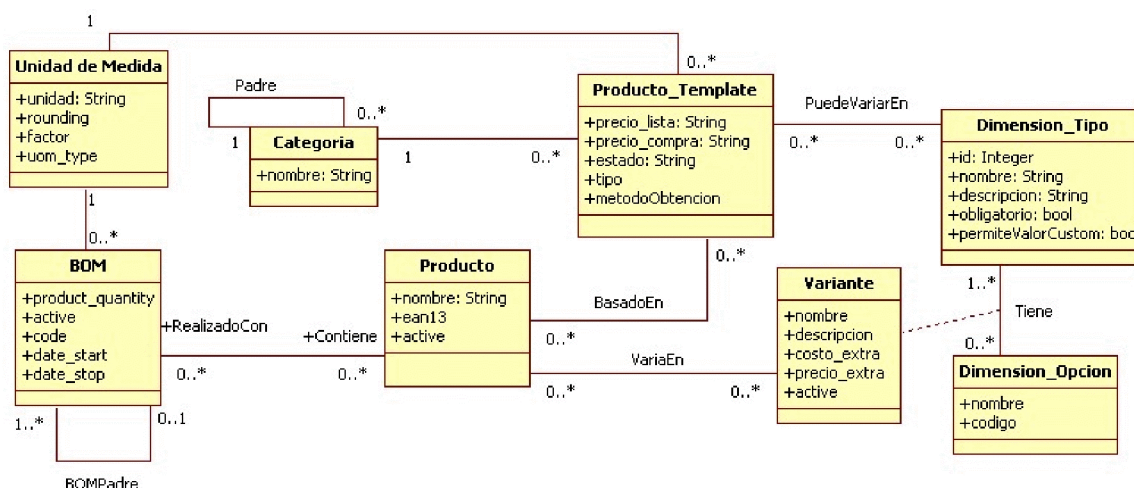 1
0..*
Unidad de Medida
+unidad: String
+rounding
+factor
+uom_type
1
0..*
Padre
0..*
1
Categoria
+nombre: String
1
0..*
Producto_Template
+precio_lista: String
+precio_compra: String
+estado: String
+tipo
+metodoObtencion
PuedeVariarEn
0..*
0..*
Dimension_Tipo
+id: Integer
+nombre: String
+descripcion: String
+obligatorio: bool
+permiteValorCustom: boo
BOM
+product_quantity
+active
+code
+date_start
+date_stop
+RealizadoCon
+Contiene
0..*
0..*
1..*
0..1
BOMPadre
Producto
+nombre: String
+ean13
+active
0..*
BasadoEn
0..*
VariaEn
0..*
0..*
Variante
+nombre
+descripcion
+costo_extra
+precio_extra
+active
1..*
Tiene
0..*
Dimension_Opcion
+nombre
+codigo